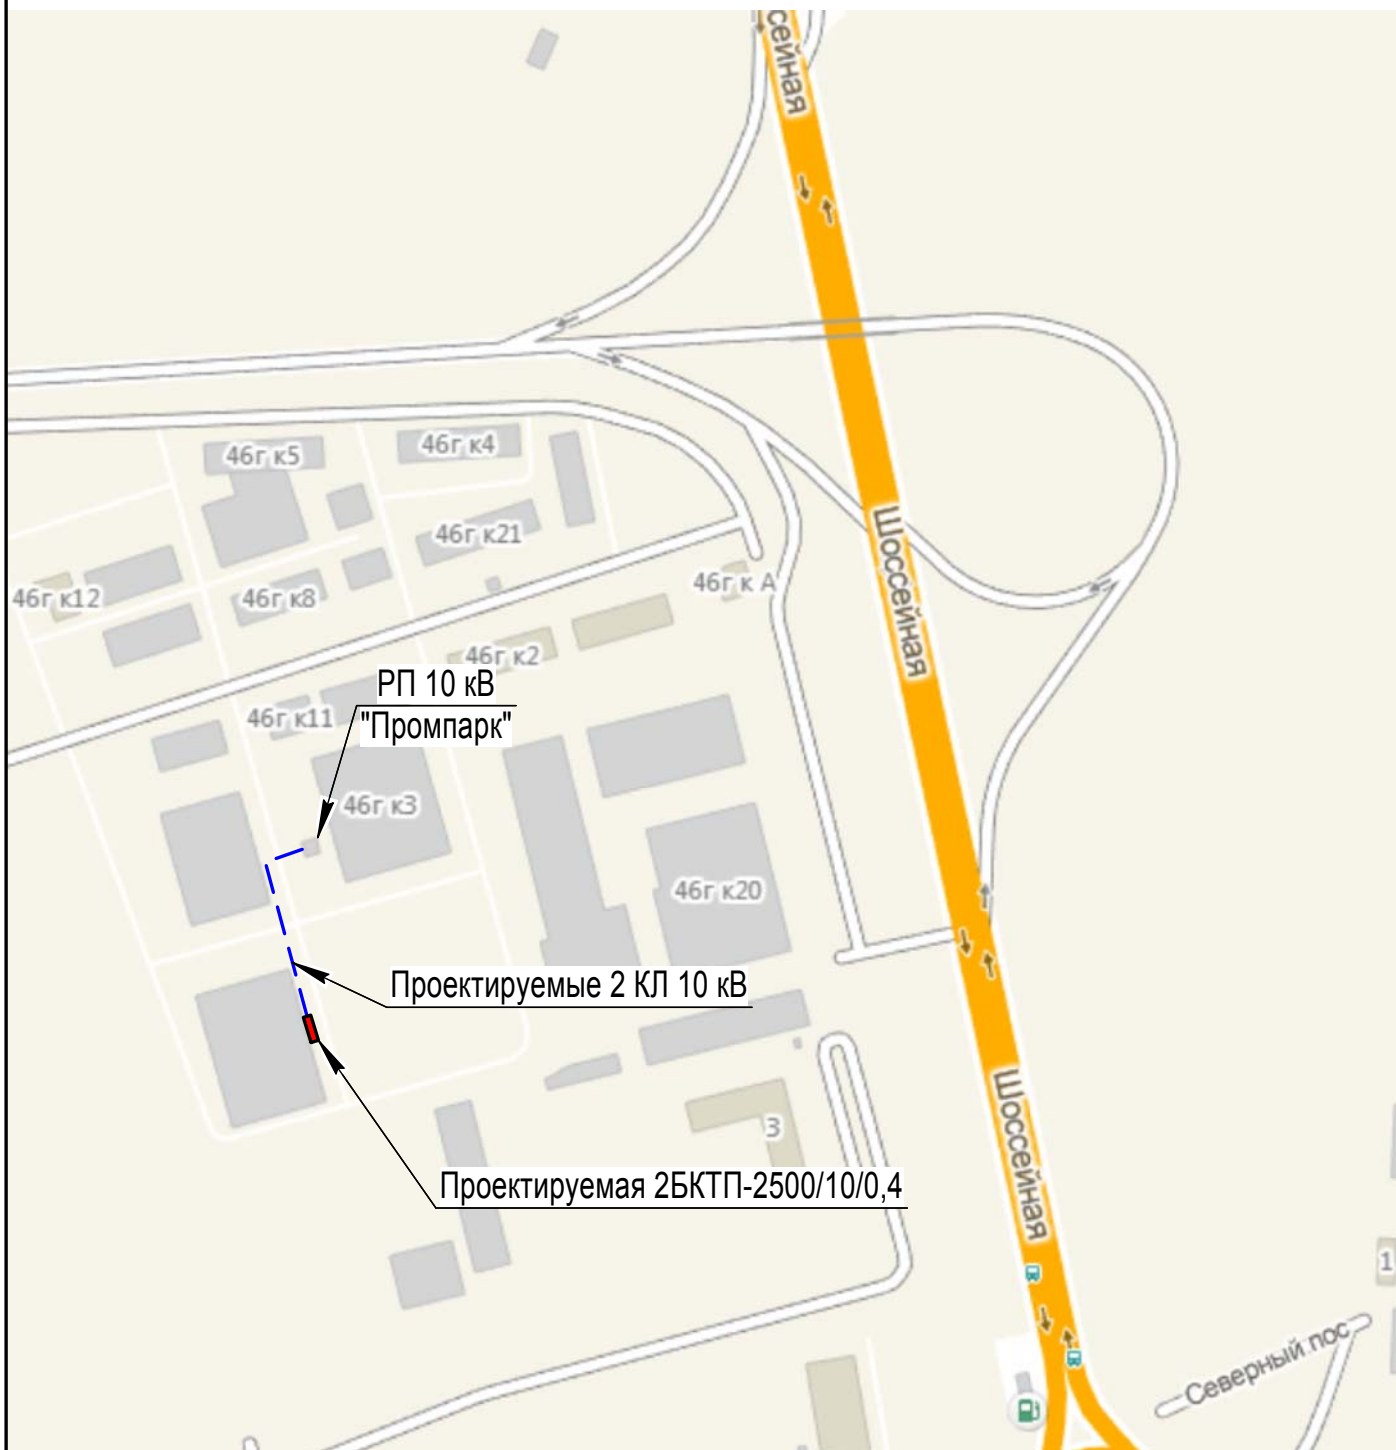 сейная
46г к5
46г к4
46г к21
Шоссейная
46г к12
46г к8
46г к А
46г к2
РП 10 кВ
"Промпарк"
46г к11
46г к3
46г к20
Проектируемые 2 КЛ 10 кВ
Шоссейная
3
Проектируемая 2БКТП-2500/10/0,4
1
Северный пос